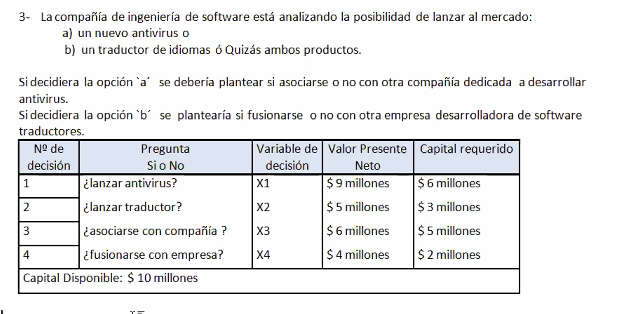 3- La compañía de ingeniería de software está analizando la posibilidad de lanzar al mercado:
a) un nuevo antivirus o
b) un traductor de idiomas ó Quizás ambos productos.
Si decidiera la opción `a´ se debería plantear si asociarse o no con otra compañía dedicada a desarrollar
antivirus.
Si decidiera la opción `b´ se plantearía si fusionarse o no con otra empresa desarrolladora de software
traductores.
Nº de decisión Pregunta Si o No Variable de decisión Valor Presente Neto Capital requerido
1 ¿lanzar antivirus? X1 $ 9 millones $ 6 millones
2 ¿lanzar traductor? X2 $ 5 millones $ 3 millones
3 ¿asociarse con compañía ? X3 $ 6 millones $ 5 millones
4 ¿fusionarse con empresa? X4 $ 4 millones $ 2 millones
Capital Disponible: $ 10 millones